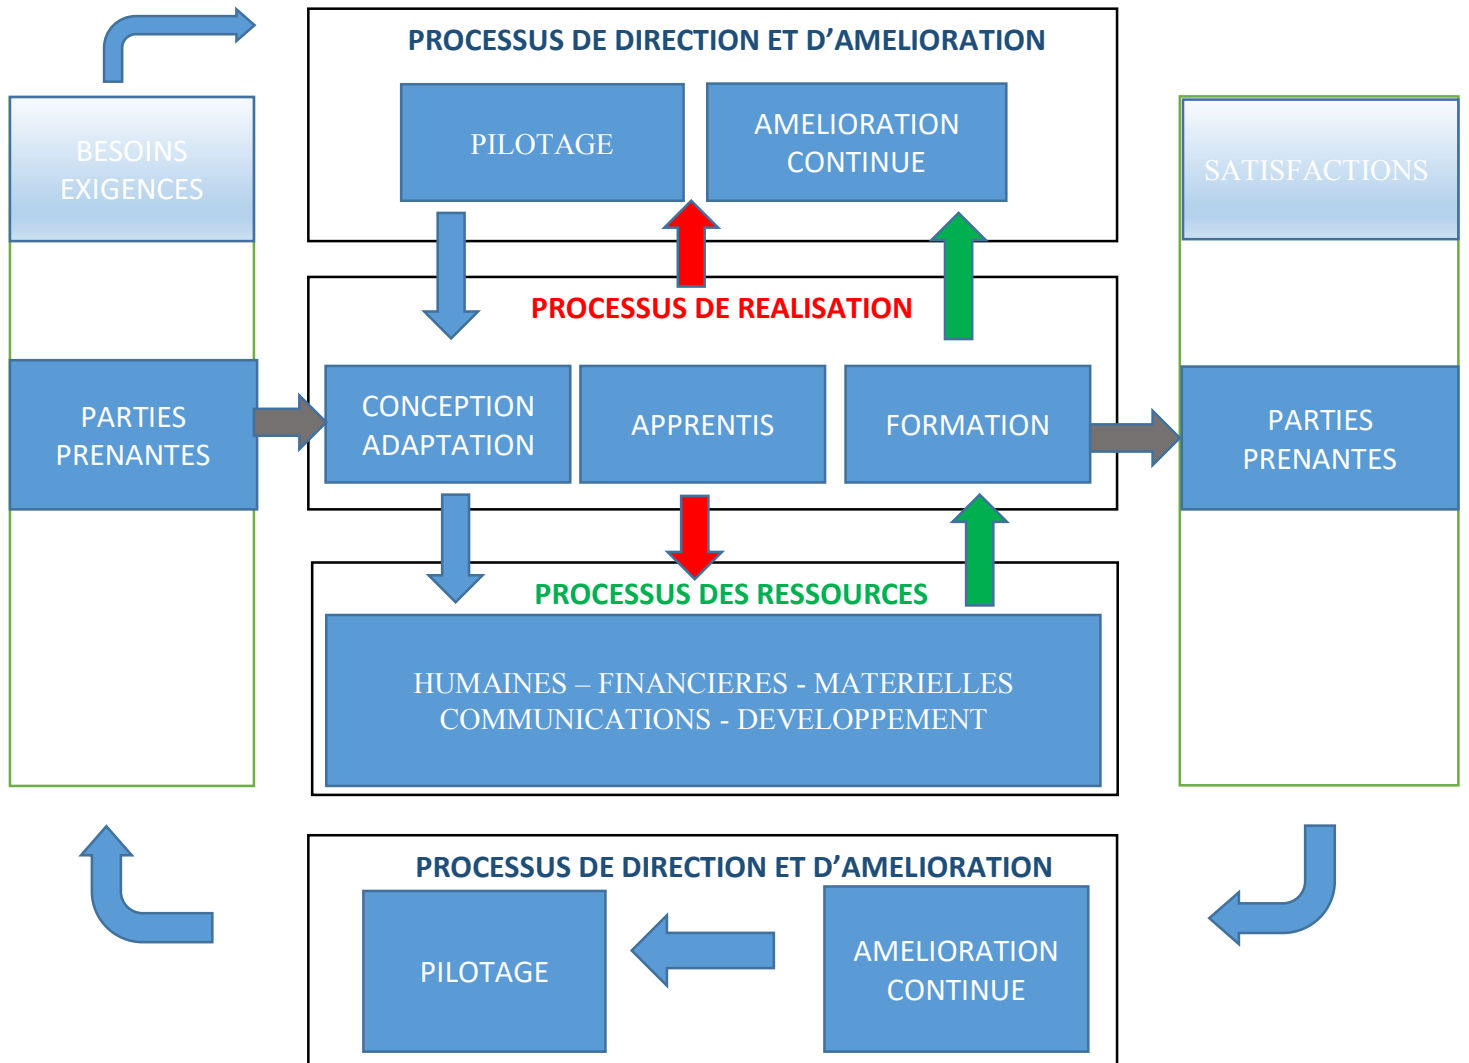 PROCESSUS DE DIRECTION ET D’AMELIORATION
PILOTAGE
AMELIORATION
CONTINUE
BESOINS
EXIGENCES
SATISFACTIONS
PROCESSUS DE REALISATION
PARTIES
PRENANTES
CONCEPTION
ADAPTATION
APPRENTIS
FORMATION
PARTIES
PRENANTES
PROCESSUS DES RESSOURCES
HUMAINES – FINANCIERES - MATERIELLES
COMMUNICATIONS - DEVELOPPEMENT
PROCESSUS DE DIRECTION ET D’AMELIORATION
PILOTAGE
AMELIORATION
CONTINUE